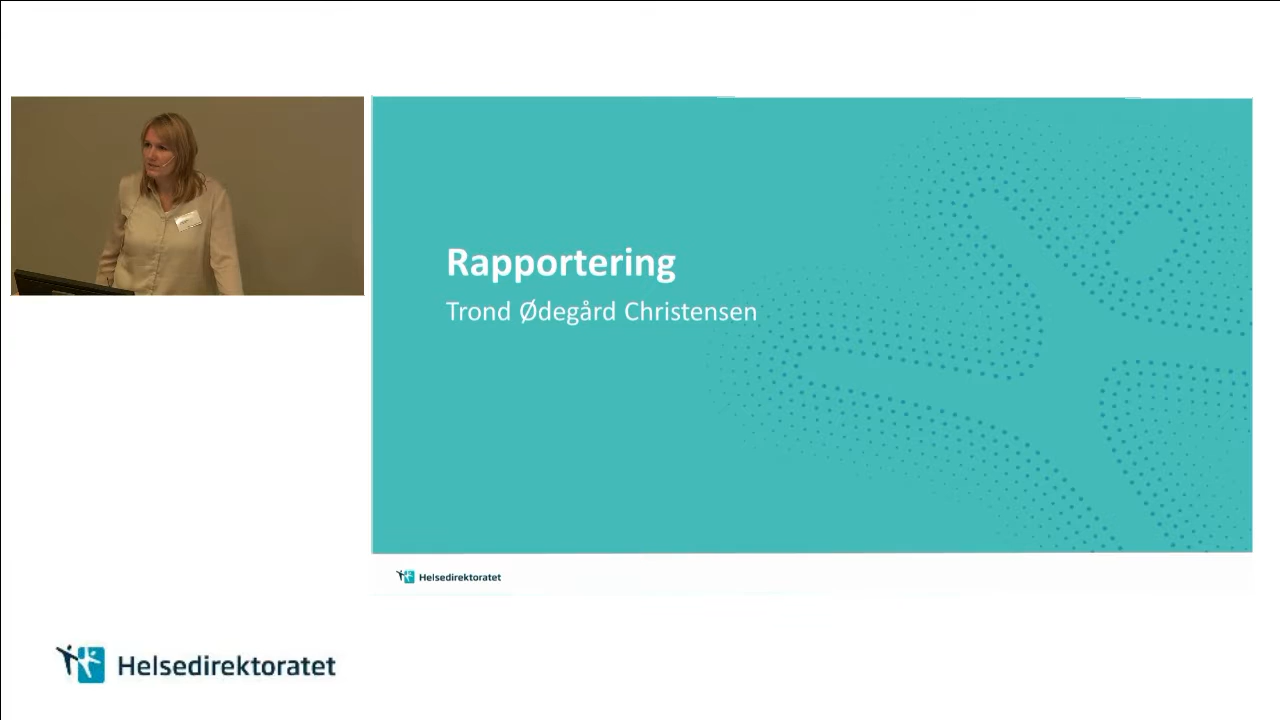 Rapportering
Trond Ødegård Christensen
Helsedirektoratet
Helsedirektoratet